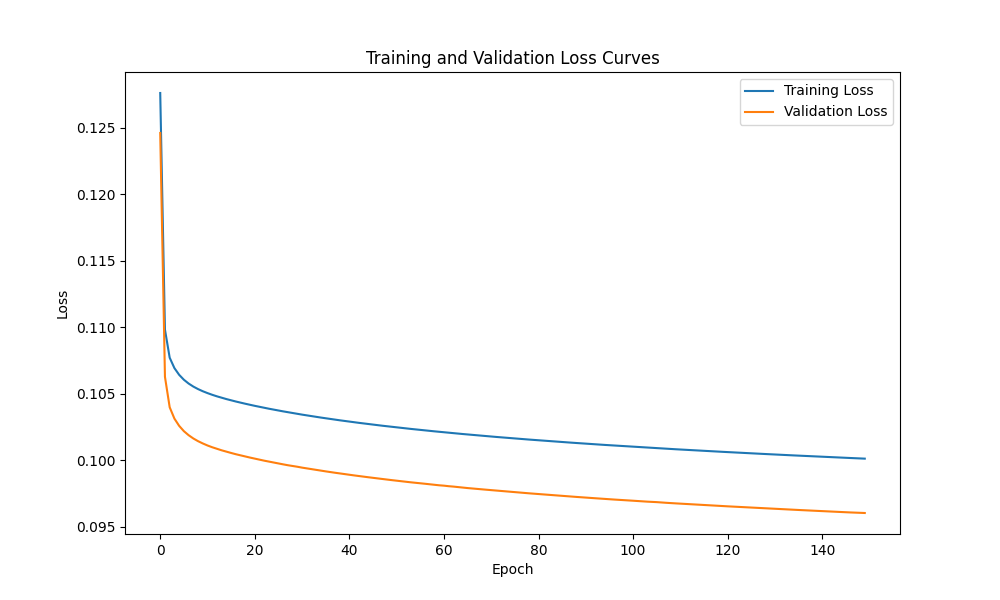 Training and Validation Loss Curves
Training Loss
Validation Loss
0.125
0.120
0.115
0.110
0.105
0.100
0.095
Loss
0 20 40 60 80 100 120 140
Epoch